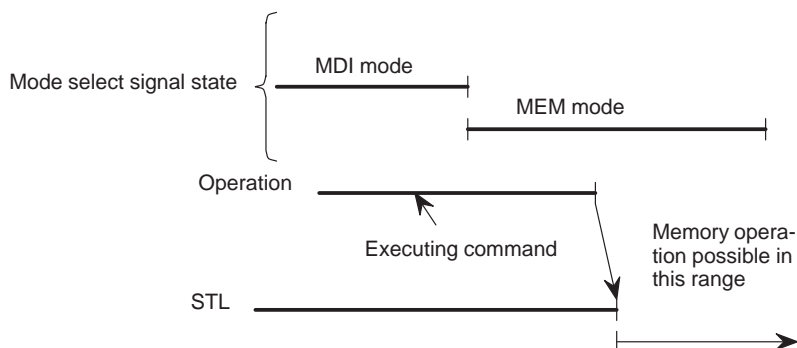 MDI mode
Mode select signal state
MEM mode
Operation
Executing command
Memory opera-
tion possible in
this range
STL